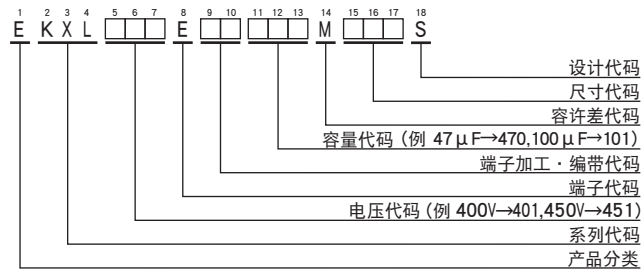 1 2 3 4 5 6 7 8 9 10 11 12 13 14 15 16 17 18
E K X L □□□ E □□ □□□ M □□□ S
设计代码
尺寸代码
容许差代码
容量代码 (例 47μF→470,100μF→101)
端子加工・编带代码
端子代码
电压代码 (例 400V→401,450V→451)
系列代码
产品分类